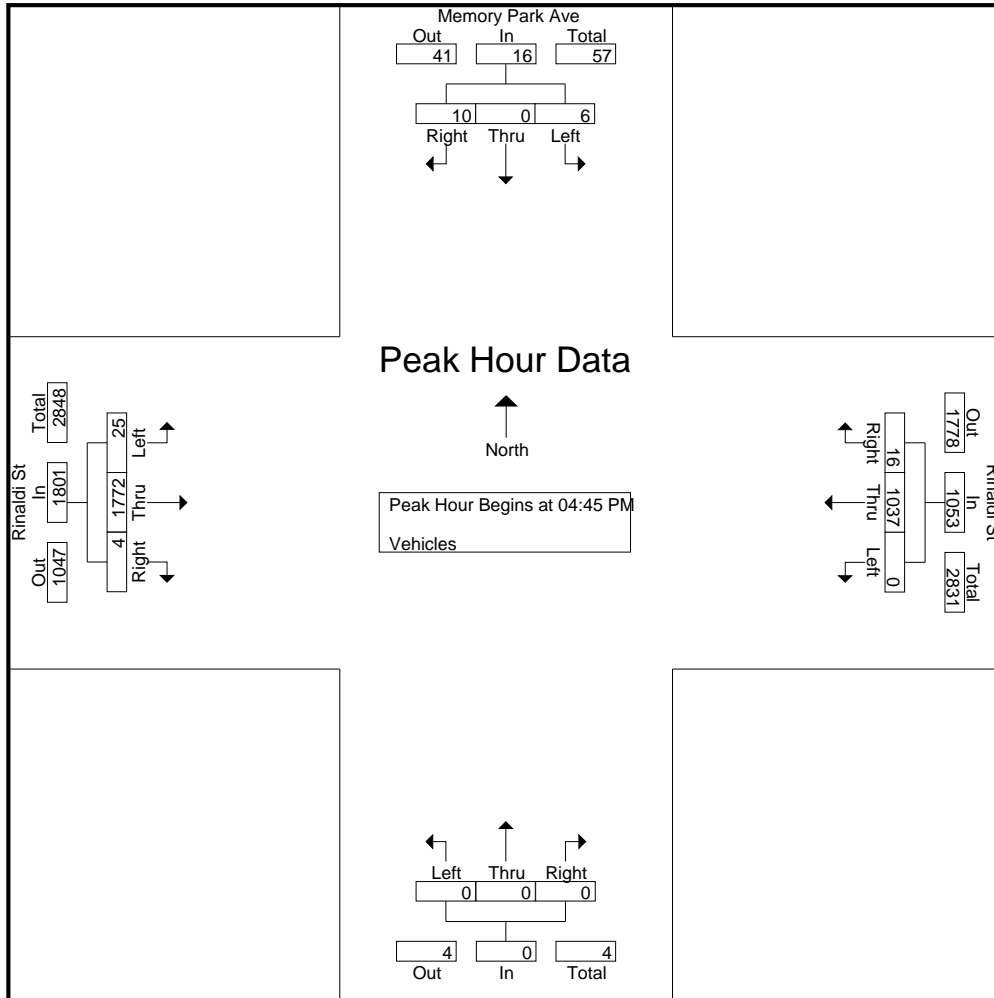 Memory Park Ave
Out In Total
41 16 57
10 0 6
Right Thru Left
Peak Hour Data
North
Peak Hour Begins at 04:45 PM
Vehicles
Rinaldi St
Out In Total
1047 1801 2848
4 1772 25
Right Thru Left
Rinaldi St
Out In Total
1778 1053 2831
16 1037 0
Right Thru Left
Left Thru Right
0 0 0
4 0 4
Out In Total